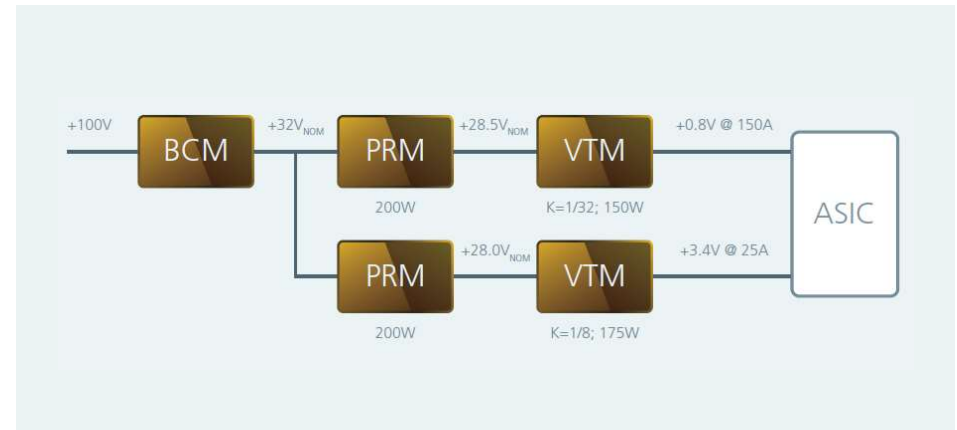 +100V
BCM
+32VNOM
PRM
200W
+28.5VNOM
VTM
K=1/32; 150W
+0.8V @ 150A
PRM
200W
+28.0VNOM
VTM
K=1/8; 175W
+3.4V @ 25A
ASIC